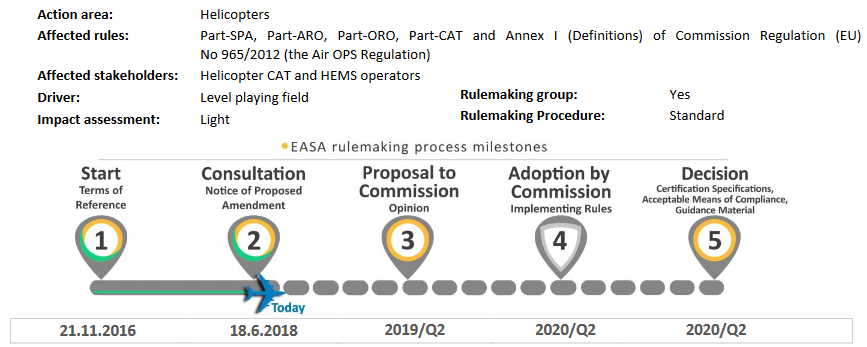 Action area: Helicopters
Affected rules: Part-SPA, Part-ARO, Part-ORO, Part-CAT and Annex I (Definitions) of Commission Regulation (EU)
No 965/2012 (the Air OPS Regulation)
Affected stakeholders: Helicopter CAT and HEMS operators
Driver: Level playing field Rulemaking group: Yes
Impact assessment: Light Rulemaking Procedure: Standard
EASA rulemaking process milestones
Start
Terms of
Reference
1
Consultation
Notice of Proposed
Amendment
2
Proposal to
Commission
Opinion
3
Adoption by
Commission
Implementing Rules
4
Decision
Certification Specifications,
Acceptable Means of Compliance,
Guidance Material
5
Today
21.11.2016 18.6.2018 2019/Q2 2020/Q2 2020/Q2